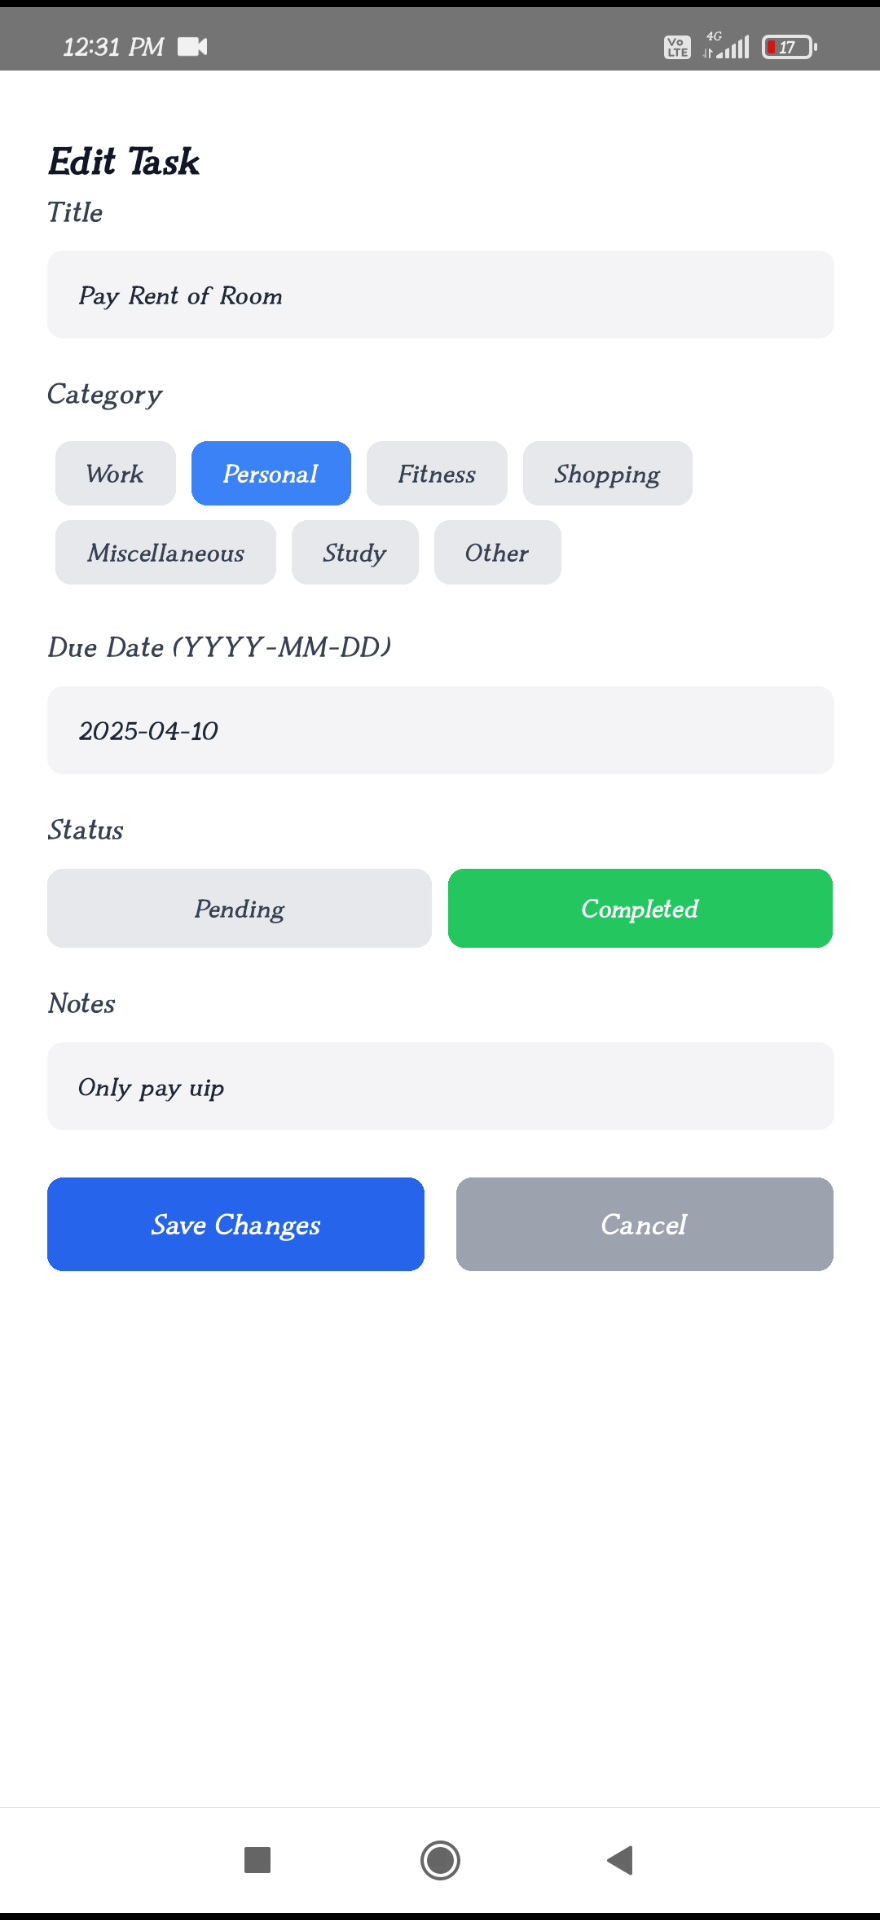 12:31 PM
Vo LTE 4G 17
Edit Task
Title
Pay Rent of Room
Category
Work Personal Fitness Shopping
Miscellaneous Study Other
Due Date (YYYY-MM-DD)
2025-04-10
Status
Pending Completed
Notes
Only pay uip
Save Changes Cancel